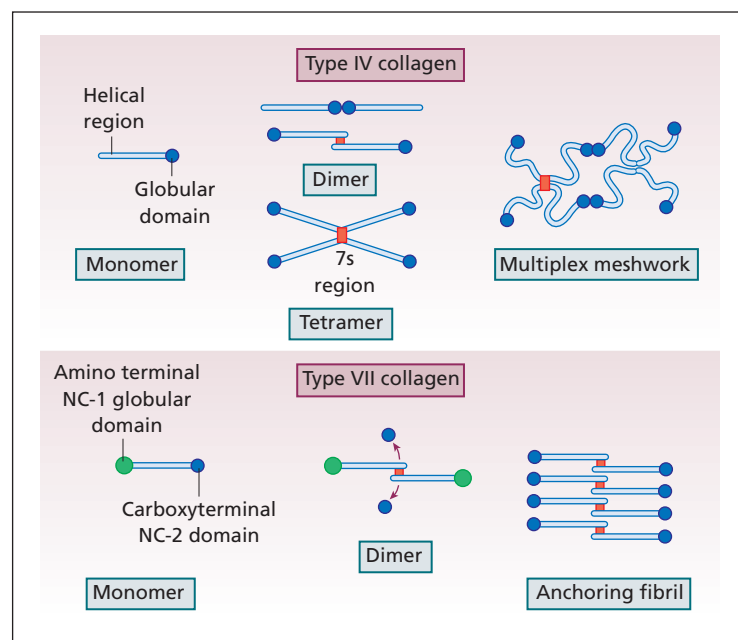 Type IV collagen
Helical
region
Globular
domain
Monomer
Dimer
7s
region
Tetramer
Multiplex meshwork
Type VII collagen
Amino terminal
NC-1 globular
domain
Carboxyterminal
NC-2 domain
Monomer
Dimer
Anchoring fibril